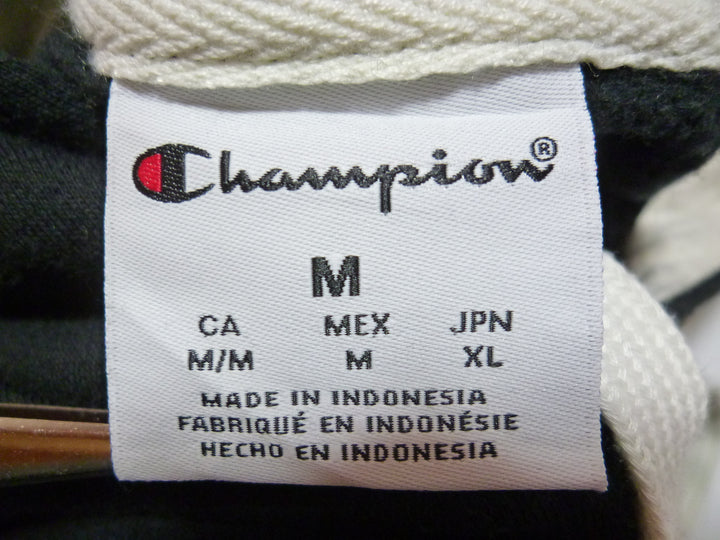 Champion®
M
CA MEX JPN
M/M M XL
MADE IN INDONESIA
FABRIQUÉ EN INDONÉSIE
HECHO EN INDONESIA